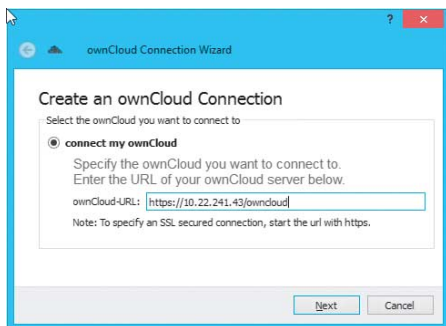 ?
ownCloud Connection Wizard
Create an ownCloud Connection
Select the ownCloud you want to connect to
connect my ownCloud
Specify the ownCloud you want to connect to.
Enter the URL of your ownCloud server below.
ownCloud-URL: https://10.22.241.43/owncloud
Note: To specify an SSL secured connection, start the url with https.
Next Cancel